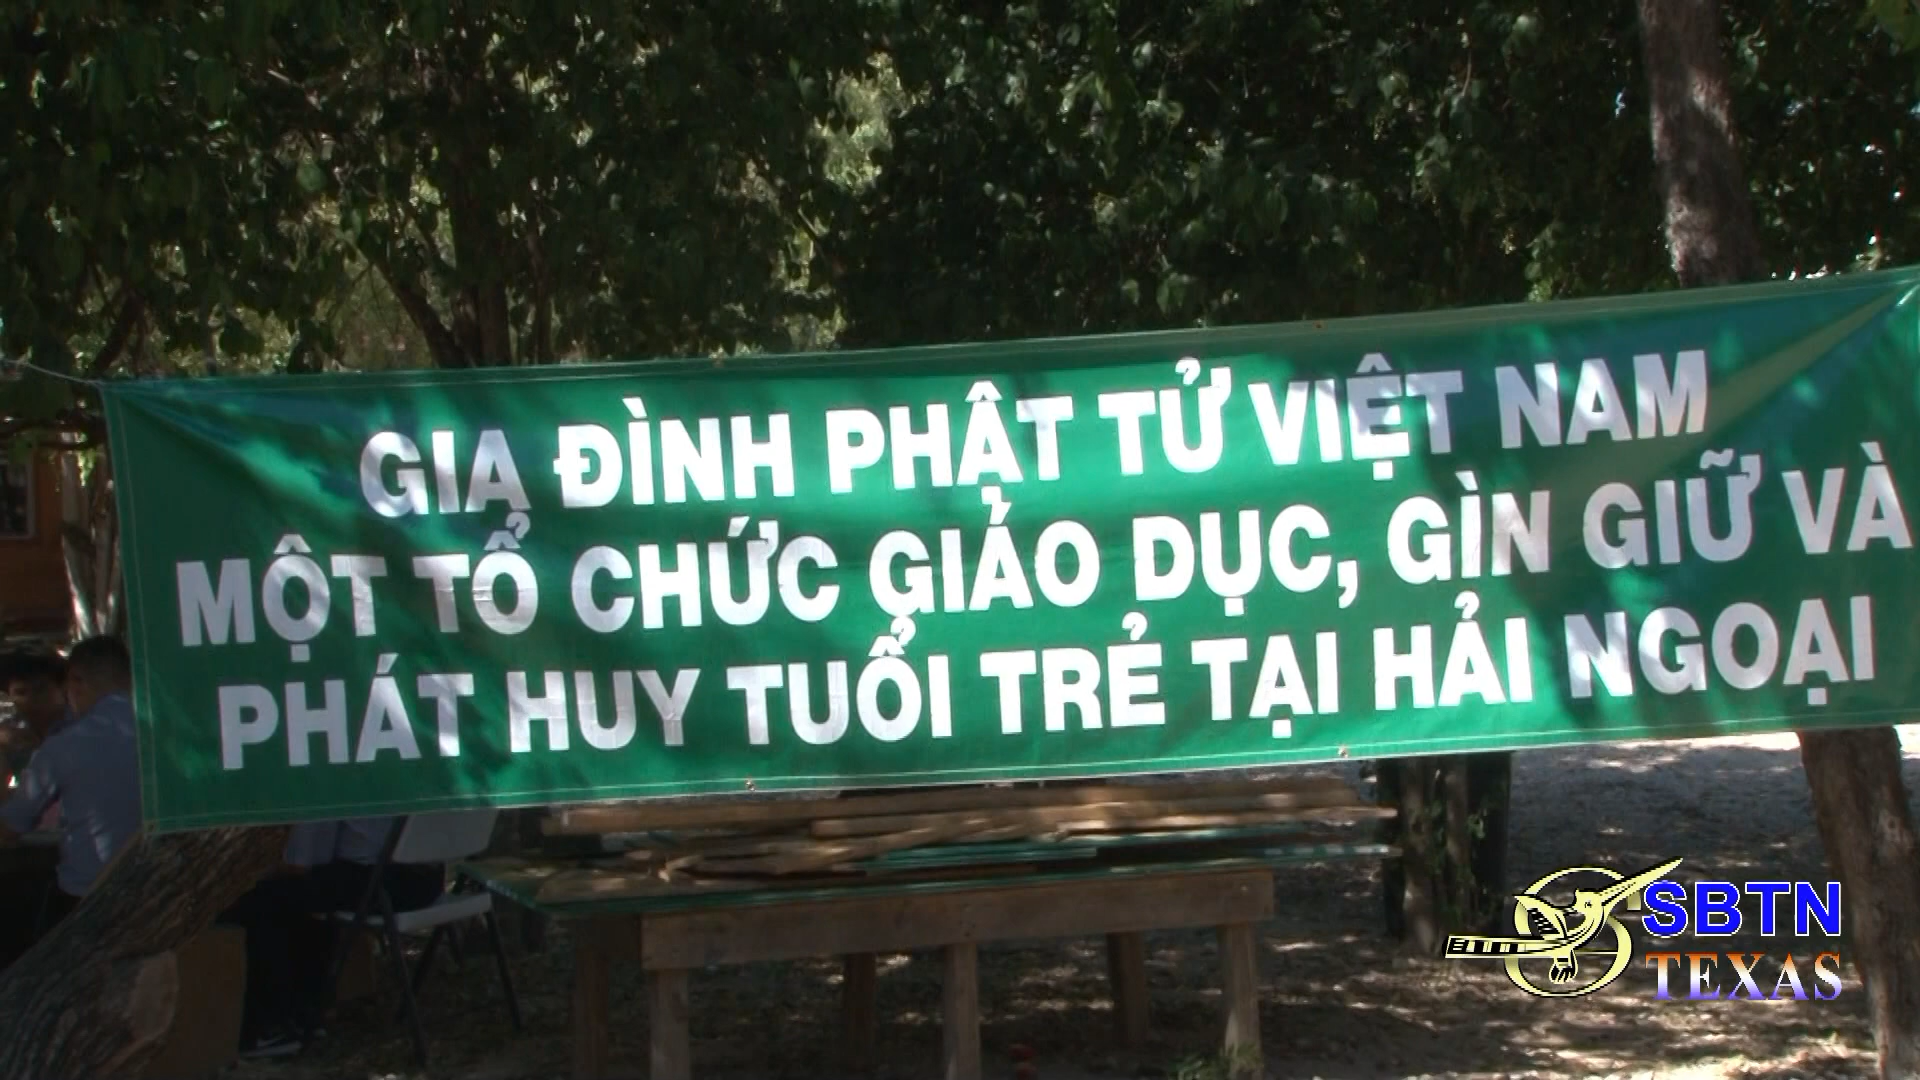 GIA ĐÌNH PHẬT TỬ VIỆT NAM
MỘT TỔ CHỨC GIÁO DỤC, GÌN GIỮ VÀ
PHÁT HUY TUỔI TRẺ TẠI HẢI NGOẠI
SBTN
TEXAS